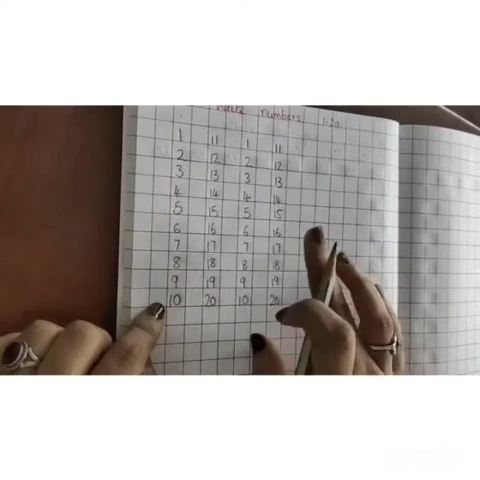 write numbers 1-20
1 11 1 11
2 12 2 12
3 13 3 13
4 14 4 14
5 15 5 15
6 16 6 16
7 17 7 17
8 18 8 18
9 19 9 19
10 20 10 20